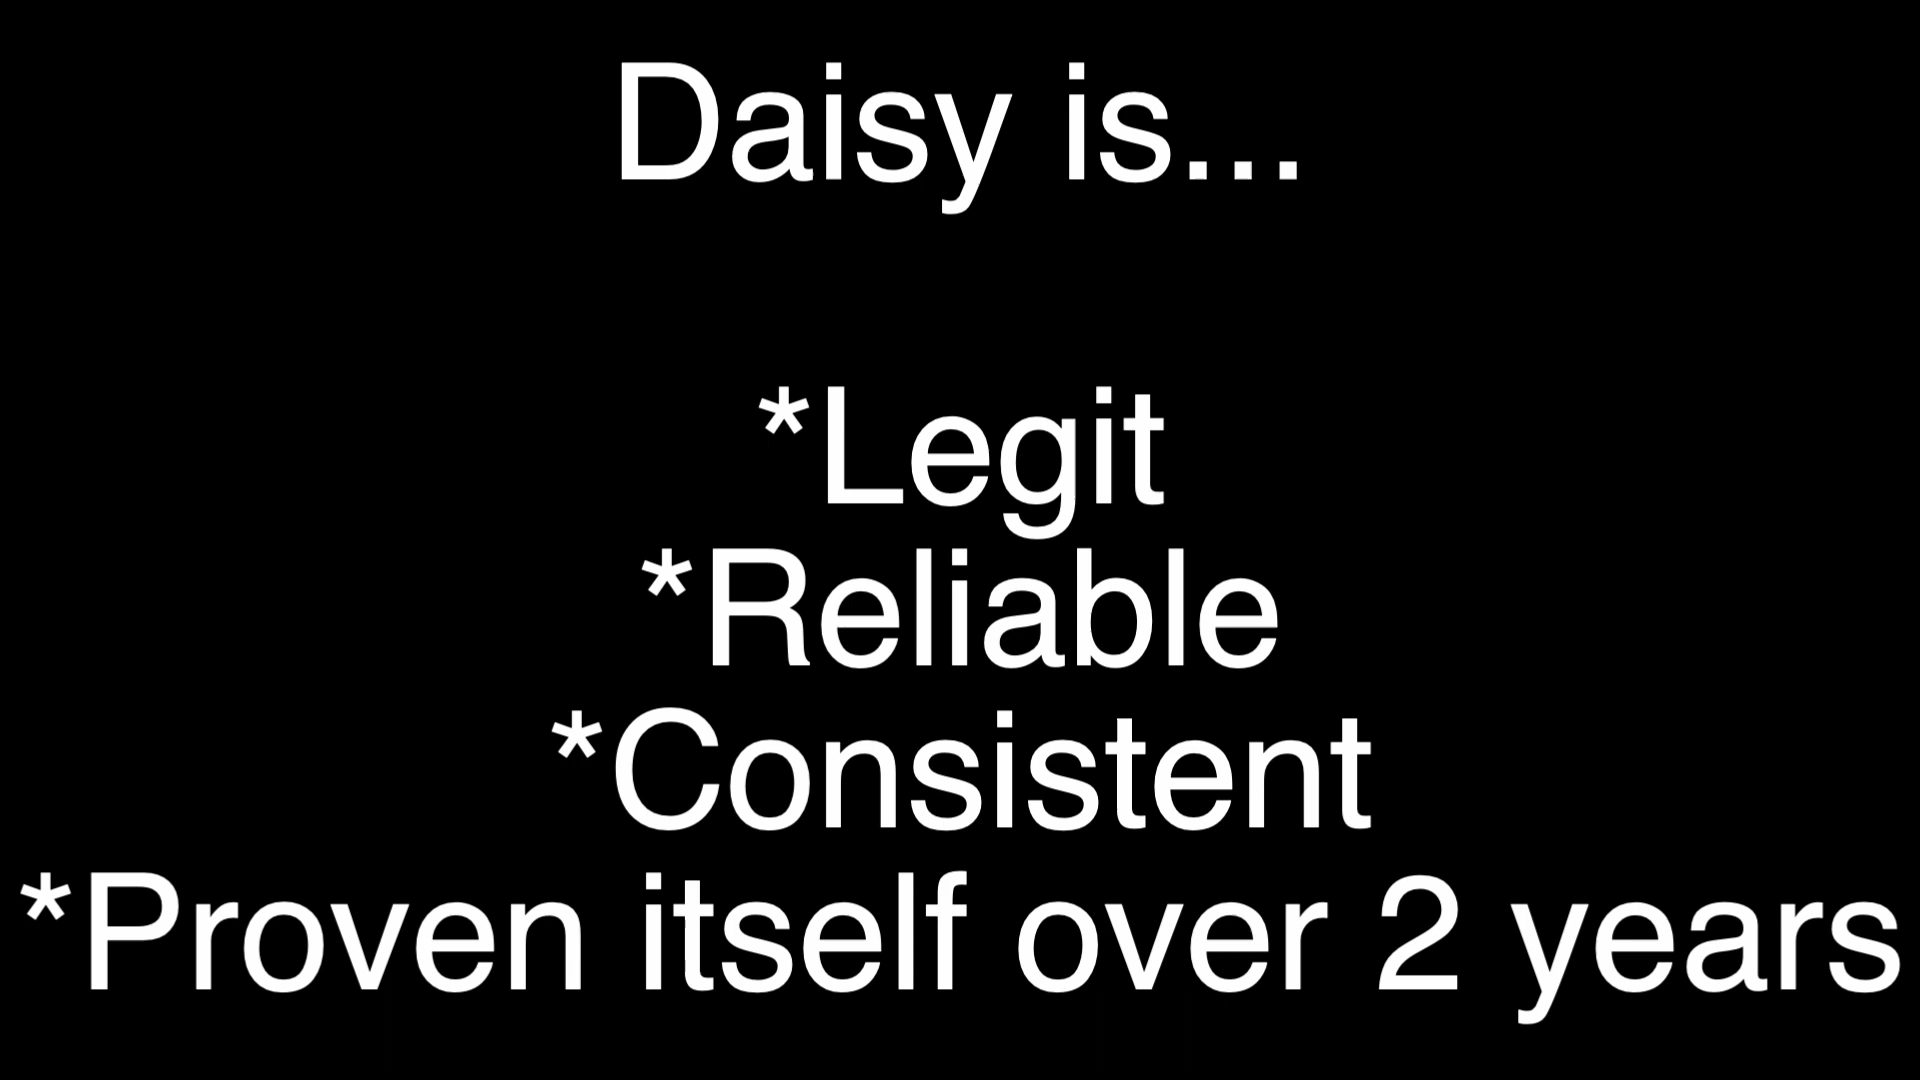 Daisy is...
*Legit
*Reliable
*Consistent
*Proven itself over 2 years